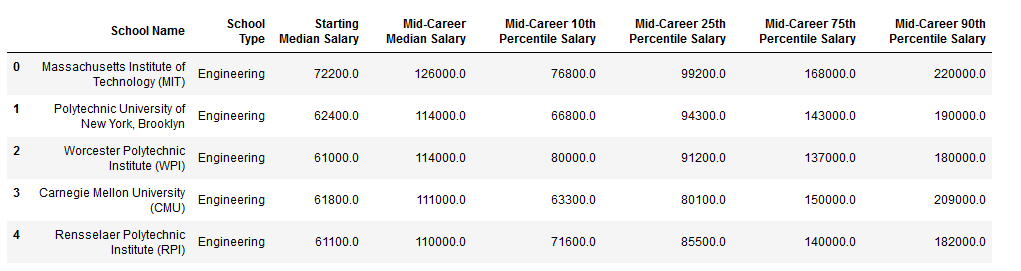 School Name School Type Starting Median Salary Mid-Career Median Salary Mid-Career 10th Percentile Salary Mid-Career 25th Percentile Salary Mid-Career 75th Percentile Salary Mid-Career 90th Percentile Salary
0 Massachusetts Institute of Technology (MIT) Engineering 72200.0 126000.0 76800.0 99200.0 168000.0 220000.0
1 Polytechnic University of New York, Brooklyn Engineering 62400.0 114000.0 66800.0 94300.0 143000.0 190000.0
2 Worcester Polytechnic Institute (WPI) Engineering 61000.0 114000.0 80000.0 91200.0 137000.0 180000.0
3 Carnegie Mellon University (CMU) Engineering 61800.0 111000.0 63300.0 80100.0 150000.0 209000.0
4 Rensselaer Polytechnic Institute (RPI) Engineering 61100.0 110000.0 71600.0 85500.0 140000.0 182000.0